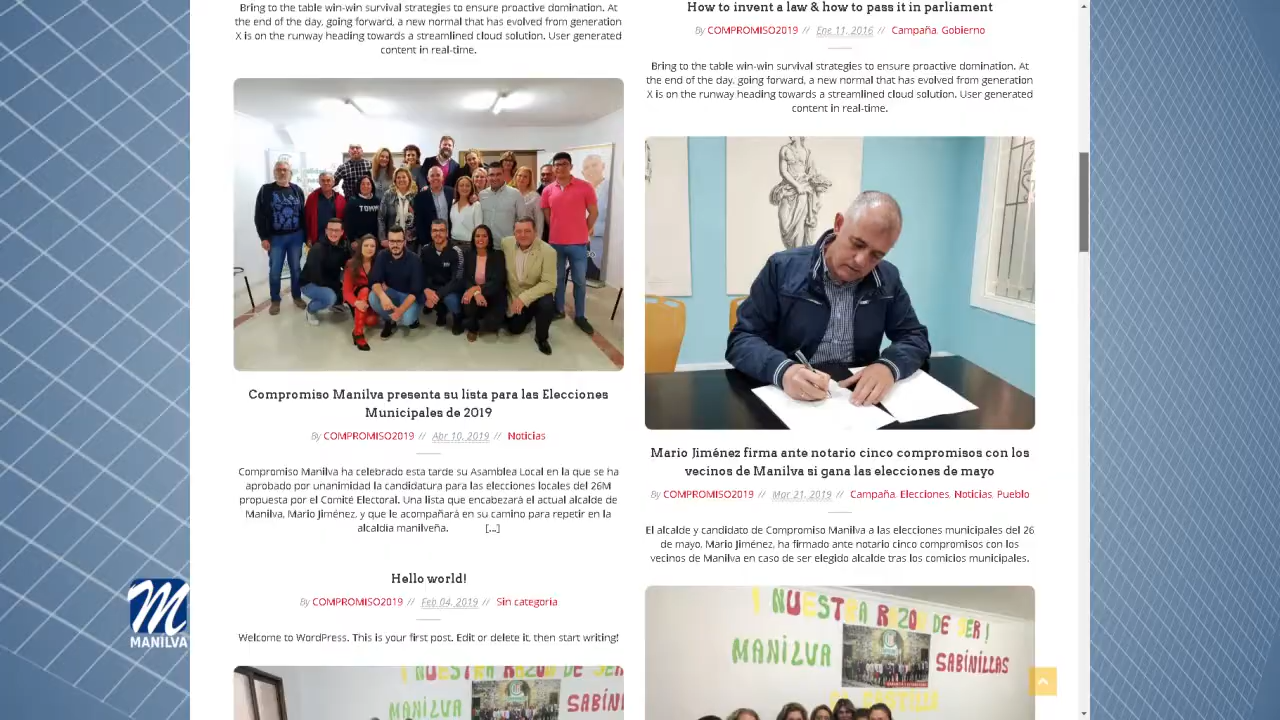 Bring to the table win-win survival strategies to ensure proactive domination. At
the end of the day, going forward, a new normal that has evolved from generation
X is on the runway heading towards a streamlined cloud solution. User generated
content in real-time.
TOMM
Compromiso Manilva presenta su lista para las Elecciones
Municipales de 2019
By COMPROMISO2019 // Abr 10, 2019 // Noticias
Compromiso Manilva ha celebrado esta tarde su Asamblea Local en la que se ha
aprobado por unanimidad la candidatura para las elecciones locales del 26M
propuesta por el Comité Electoral. Una lista que encabezará el actual alcalde de
Manilva, Mario Jiménez, y que le acompañará en su camino para repetir en la
alcaldía manilveña. [...]
Hello world!
By COMPROMISO2019 // Feb 04, 2019 // Sin categoría
Welcome to WordPress. This is your first post. Edit or delete it, then start writing!
¡ NUESTRA RAZON DE SER
MANILVA
SABINILLAS
How to invent a law & how to pass it in parliament
By COMPROMISO2019 // Ene 11, 2016 // Campaña, Gobierno
Bring to the table win-win survival strategies to ensure proactive domination. At
the end of the day, going forward, a new normal that has evolved from generation
X is on the runway heading towards a streamlined cloud solution. User generated
content in real-time.
Mario Jiménez firma ante notario cinco compromisos con los
vecinos de Manilva si gana las elecciones de mayo
By COMPROMISO2019 // Mar 21, 2019 // Campaña, Elecciones, Noticias, Pueblo
El alcalde y candidato de Compromiso Manilva a las elecciones municipales del 26
de mayo, Mario Jiménez, ha firmado ante notario cinco compromisos con los
vecinos de Manilva en caso de ser elegido alcalde tras los comicios municipales.
¡ NUESTRA RAZON DE SER!
MANILVA
SABINILLAS
EL CASTILLO
M
MANILVA